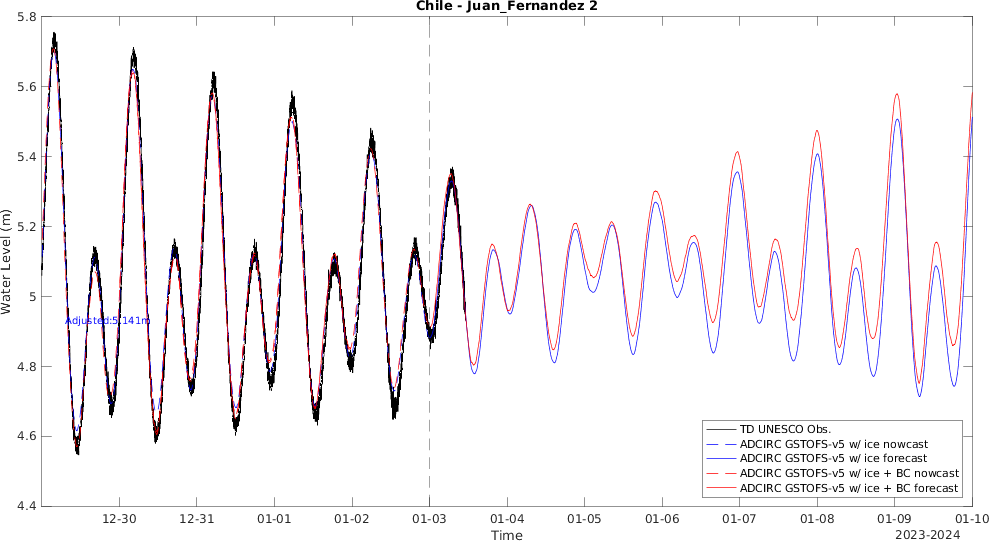 Chile - Juan_Fernandez 2
5.8
5.6
5.4
5.2
5
4.8
4.6
4.4
Water Level (m)
Adjusted:5.141m
TD UNESCO Obs.
ADCIRC GSTOFS-v5 w/ ice nowcast
ADCIRC GSTOFS-v5 w/ ice forecast
ADCIRC GSTOFS-v5 w/ ice + BC nowcast
ADCIRC GSTOFS-v5 w/ ice + BC forecast
12-30 12-31 01-01 01-02 01-03 01-04 01-05 01-06 01-07 01-08 01-09 01-10
Time
2023-2024